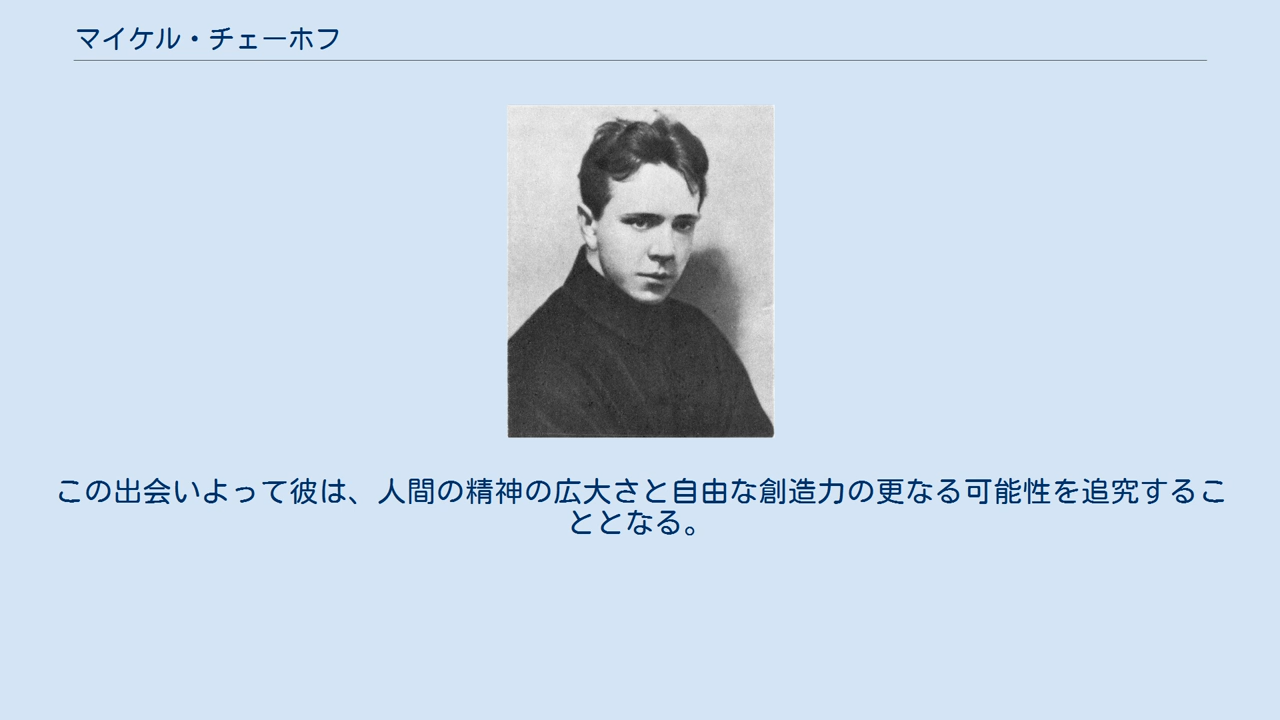 マイケル・チェーホフ
この出会いよって彼は、人間の精神の広大さと自由な創造力の更なる可能性を追究するこ
ととなる。